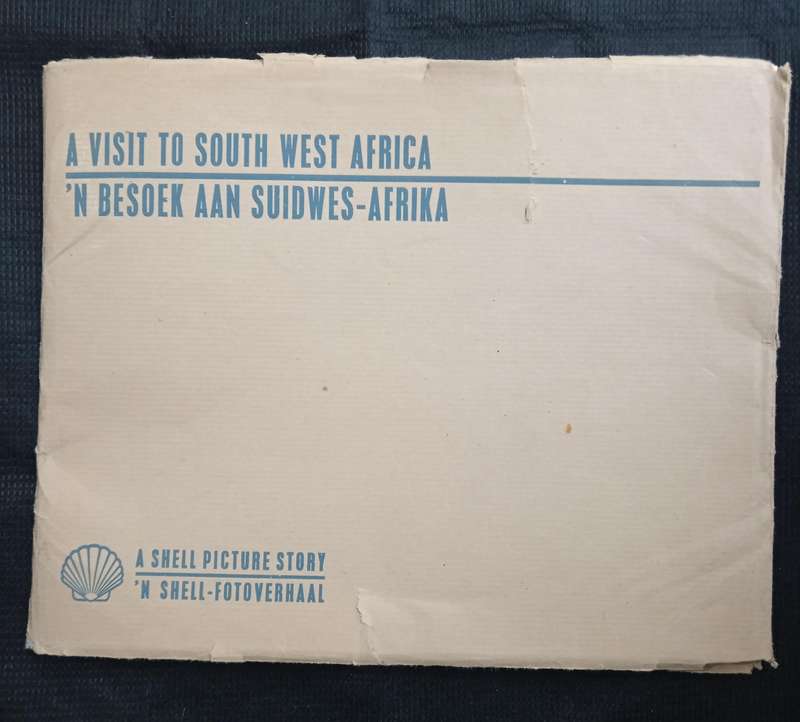 A VISIT TO SOUTH WEST AFRICA
'N BESOEK AAN SUIDWES-AFRIKA
A SHELL PICTURE STORY
'N SHELL-FOTOVERHAAL